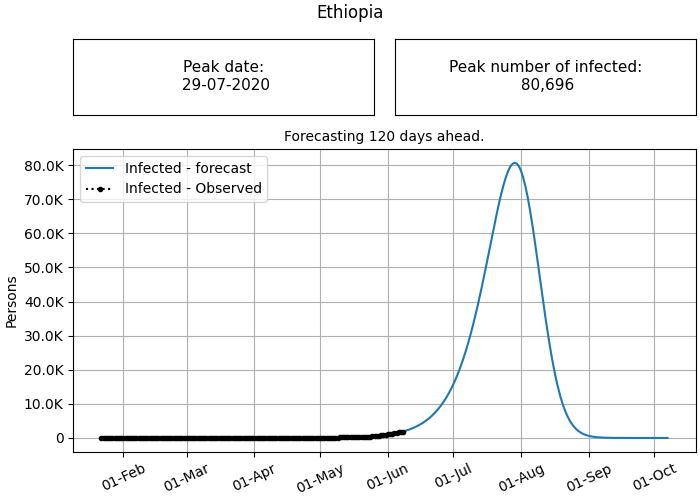 Ethiopia
Peak date:
29-07-2020
Peak number of infected:
80,696
Forecasting 120 days ahead.
Infected - forecast
Infected - Observed
Persons
80.0K
70.0K
60.0K
50.0K
40.0K
30.0K
20.0K
10.0K
0
01-Feb
01-Mar
01-Apr
01-May
01-Jun
01-Jul
01-Aug
01-Sep
01-Oct